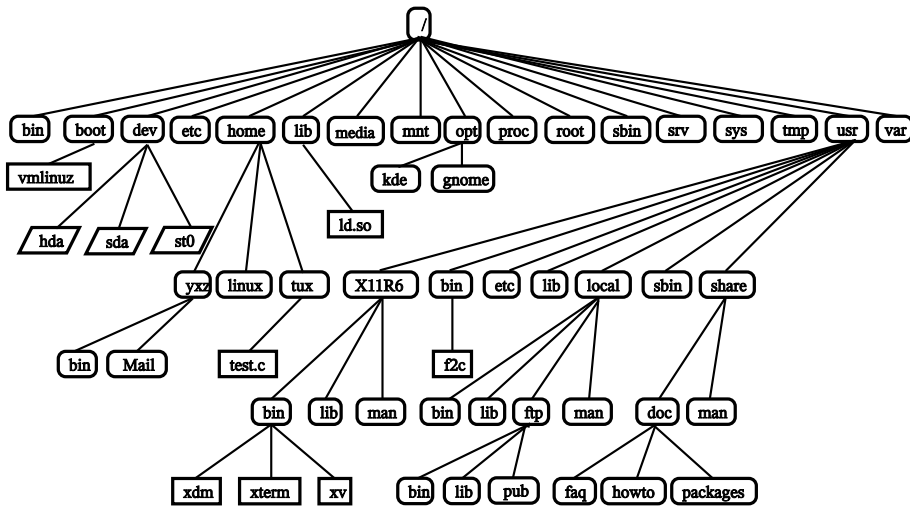 /
bin boot dev etc home lib media mnt opt proc root sbin srv sys tmp usr var
vmlinuz kde gnome
ld.so
hda sda st0
yxz linux tux X11R6 bin etc lib local sbin share
bin Mail test.c f2c
bin lib man bin lib ftp man doc man
xdm xterm xv bin lib pub faq howto packages